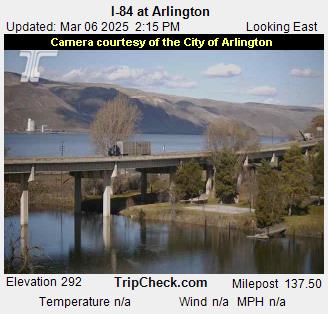 I-84 at Arlington
Updated: Mar 06 2025 2:15 PM Looking East
Camera courtesy of the City of Arlington
Elevation 292 TripCheck.com Milepost 137.50
Temperature n/a Wind n/a MPH n/a